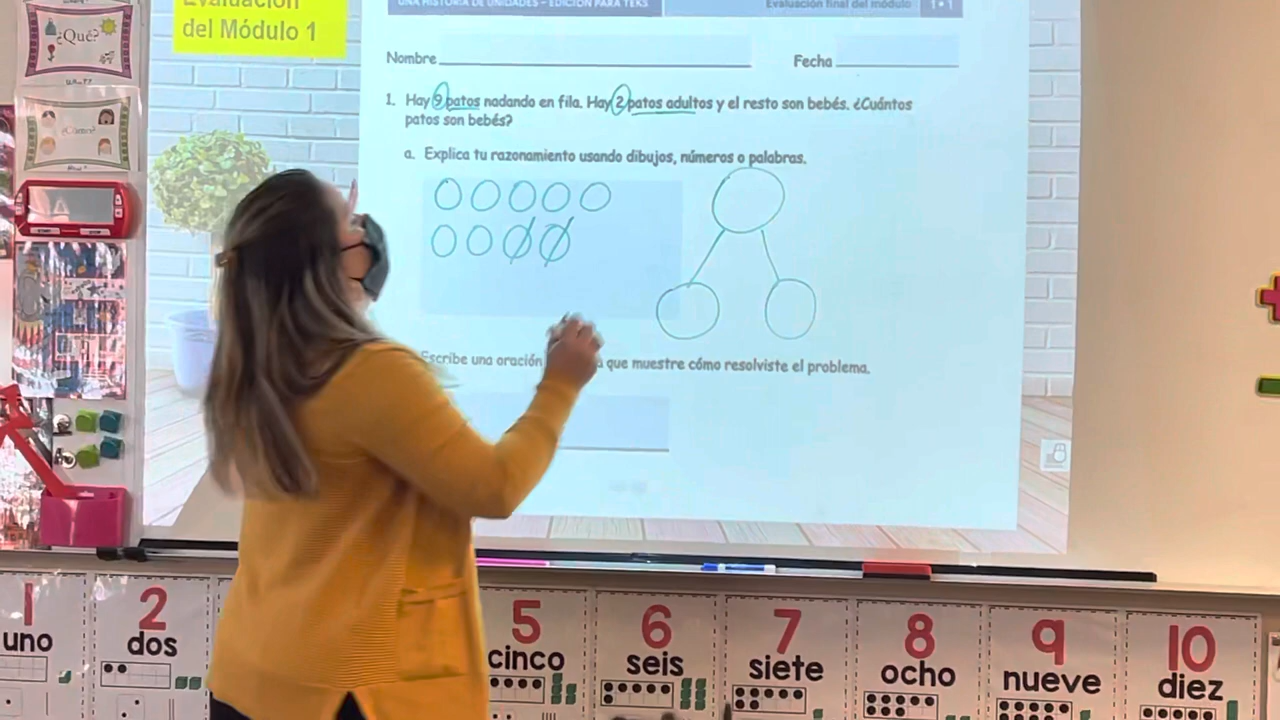 Evaluación
del Módulo 1
UNA HISTORIA DE UNIDADES – EDICIÓN PARA TEKS
Evaluación final del módulo 1•1
¿Qué?
Nombre
Fecha
1. Hay 9 patos nadando en fila. Hay 2 patos adultos y el resto son bebés. ¿Cuántos
patos son bebés?
a. Explica tu razonamiento usando dibujos, números o palabras.
Escribe una oración
que muestre cómo resolviste el problema.
1 2 5 6 7 8 9 10
uno dos cinco seis siete ocho nueve diez